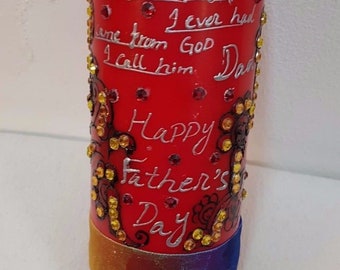 I ever had
came from GOD
I call him Dad
Happy
Father's
Day